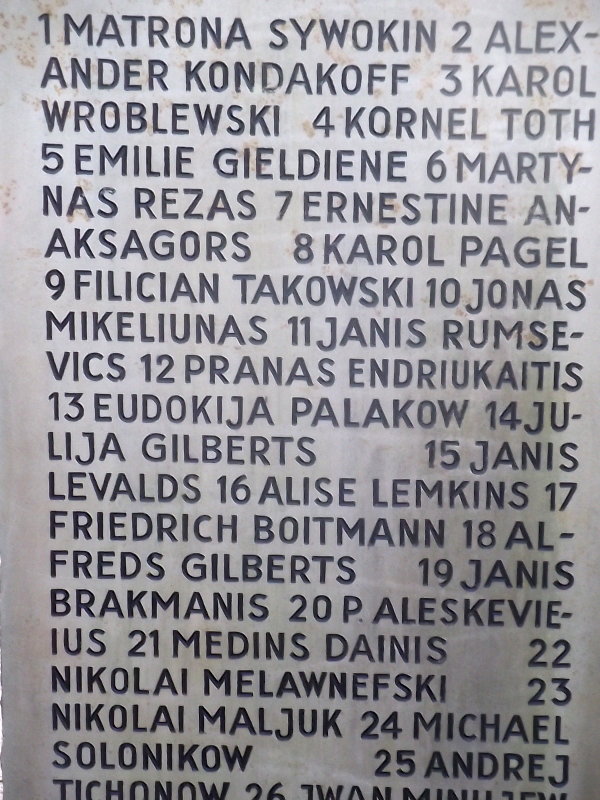 1 MATRONA SYWOKIN 2 ALEX-
ANDER KONDAKOFF 3 KAROL
WROBLEWSKI 4 KORNEL TOTH
5 EMILIE GIELDIENE 6 MARTY-
NAS REZAS 7 ERNESTINE AN-
AKSAGORS 8 KAROL PAGEL
9 FILICIAN TAKOWSKI 10 JONAS
MIKELIUNAS 11 JANIS RUMSE-
VICS 12 PRANAS ENDRIUKAITIS
13 EUDOKIJA PALAKOW 14 JU-
LIJA GILBERTS 15 JANIS
LEVALDS 16 ALISE LEMKINS 17
FRIEDRICH BOITMANN 18 AL-
FREDS GILBERTS 19 JANIS
BRAKMANIS 20 P. ALESKEVIE-
IUS 21 MEDINS DAINIS 22
NIKOLAI MELAWNEFSKI 23
NIKOLAI MALJUK 24 MICHAEL
SOLONIKOW 25 ANDREJ
TICHONOW 26 JWAN MINUJEW